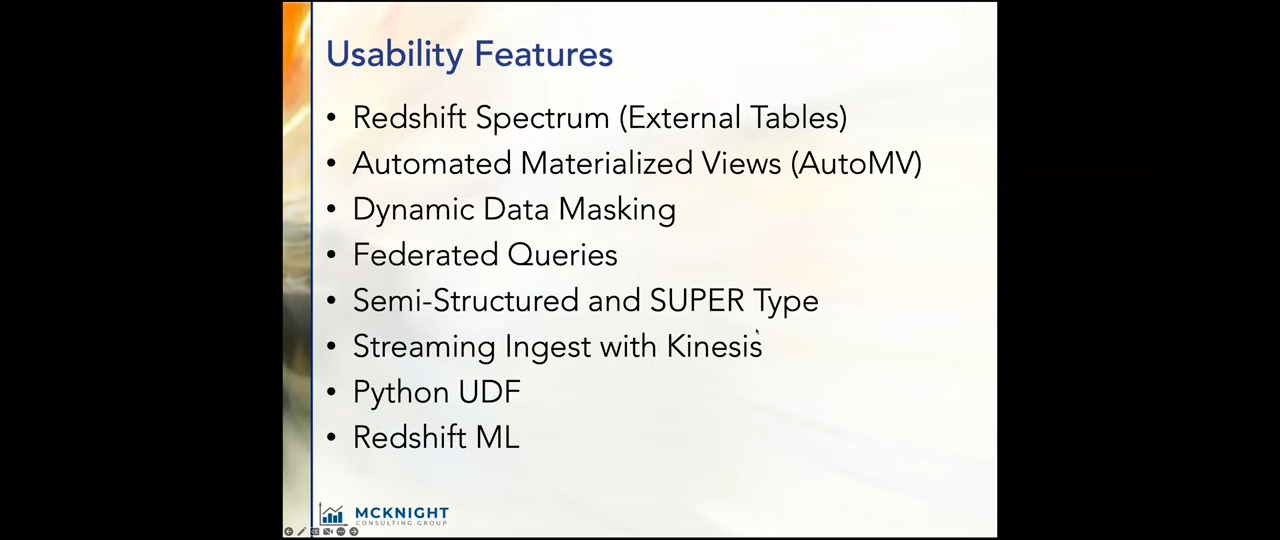 Usability Features
• Redshift Spectrum (External Tables)
• Automated Materialized Views (AutoMV)
• Dynamic Data Masking
• Federated Queries
• Semi-Structured and SUPER Type
• Streaming Ingest with Kinesis
• Python UDF
• Redshift ML
MCKNIGHT
CONSULTING GROUP